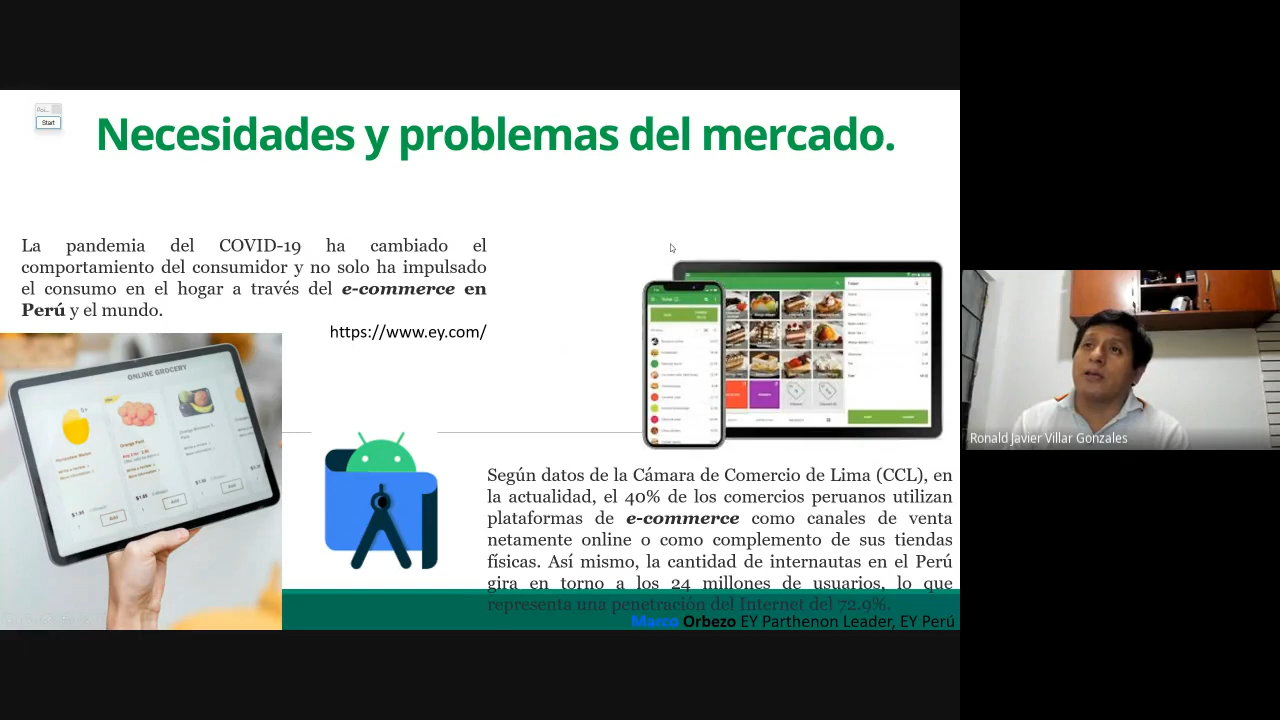 Start
Necesidades y problemas del mercado.
La pandemia del COVID-19 ha cambiado el
comportamiento del consumidor y no solo ha impulsado
el consumo en el hogar a través del e-commerce en
Perú y el mundo.
https://www.ey.com/
ONLINE GROCERY
Add
Add
Add
Según datos de la Cámara de Comercio de Lima (CCL), en
la actualidad, el 40% de los comercios peruanos utilizan
plataformas de e-commerce como canales de venta
netamente online o como complemento de sus tiendas
físicas. Así mismo, la cantidad de internautas en el Perú
gira en torno a los 24 millones de usuarios, lo que
representa una penetración del Internet del 72.9%.
Marco Orbezo EY Parthenon Leader, EY Perú
Ronald Javier Villar Gonzales